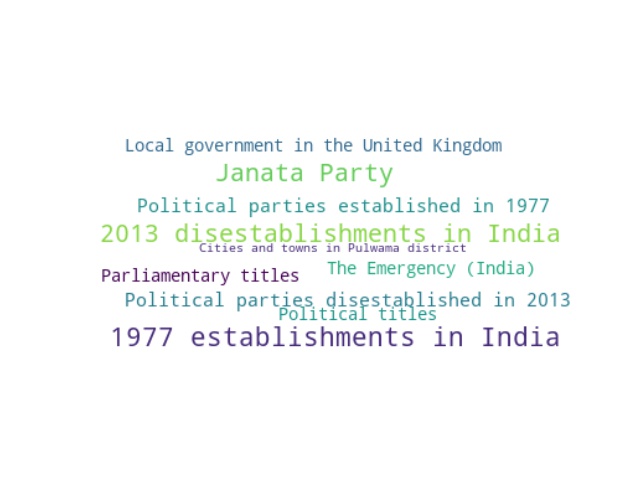 Local government in the United Kingdom
Janata Party
Political parties established in 1977
2013 disestablishments in India
Cities and towns in Pulwama district
The Emergency (India)
Parliamentary titles
Political parties disestablished in 2013
Political titles
1977 establishments in India